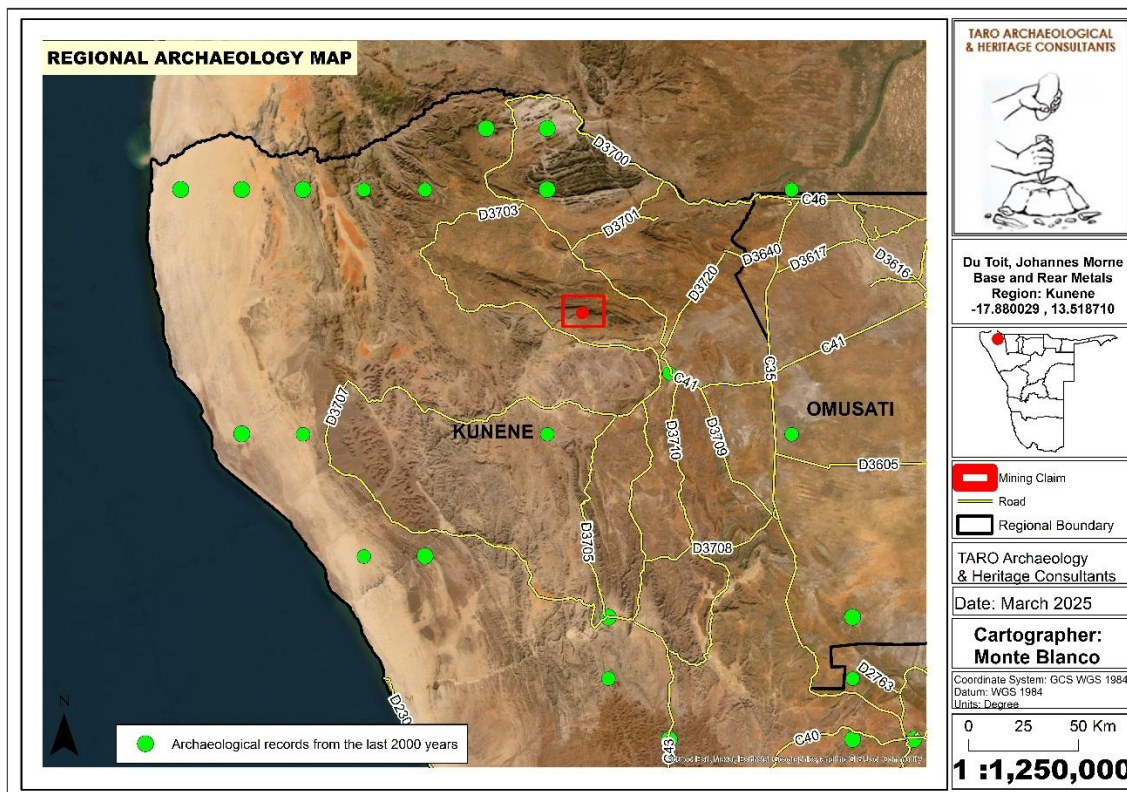 REGIONAL ARCHAEOLOGY MAP
D3700
D3703
D3701
C46
D3640
D3617
D3616
D3720
C41
C35
C41
D3707
KUNENE
OMUSATI
D3710
D3709
D3605
D3705
D3708
D2763
D230
C43
C40
N
Archaeological records from the last 2000 years
TARO ARCHAEOLOGICAL
& HERITAGE CONSULTANTS
Du Toit, Johannes Morne
Base and Rear Metals
Region: Kunene
-17.880029 , 13.518710
Mining Claim
Road
Regional Boundary
TARO Archaeology
& Heritage Consultants
Date: March 2025
Cartographer:
Monte Blanco
Coordinate System: GCS WGS 1984
Datum: WGS 1984
Units: Degree
0 25 50 Km
1 :1,250,000